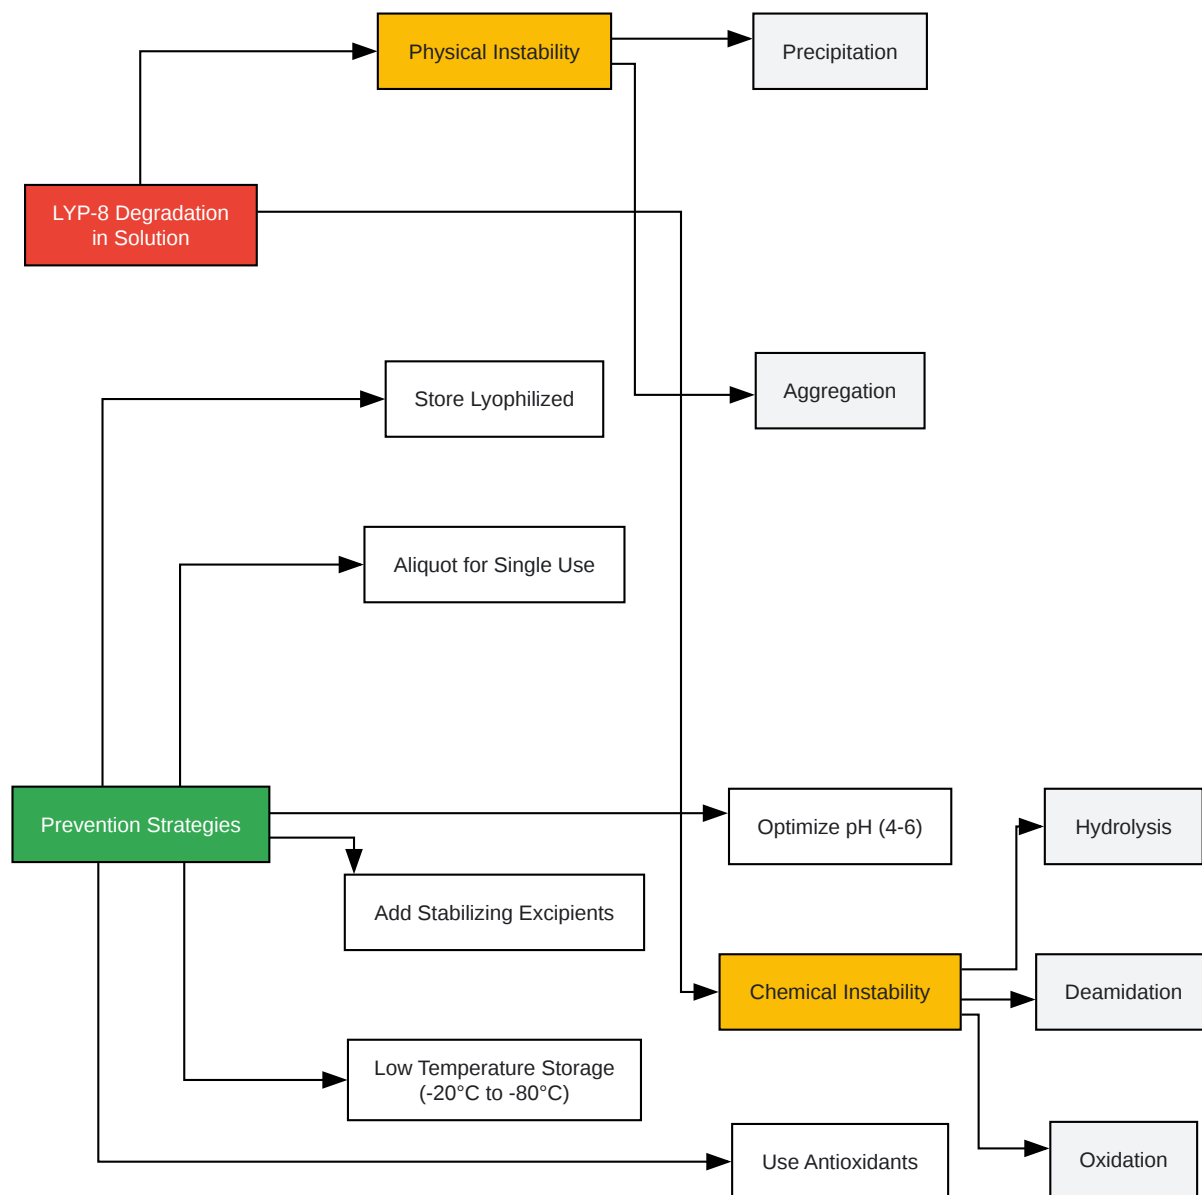 Physical Instability
Precipitation
LYP-8 Degradation
in Solution
Store Lyophilized
Aggregation
Aliquot for Single Use
Prevention Strategies
Optimize pH (4-6)
Hydrolysis
Add Stabilizing Excipients
Chemical Instability
Deamidation
Low Temperature Storage
(-20°C to -80°C)
Use Antioxidants
Oxidation